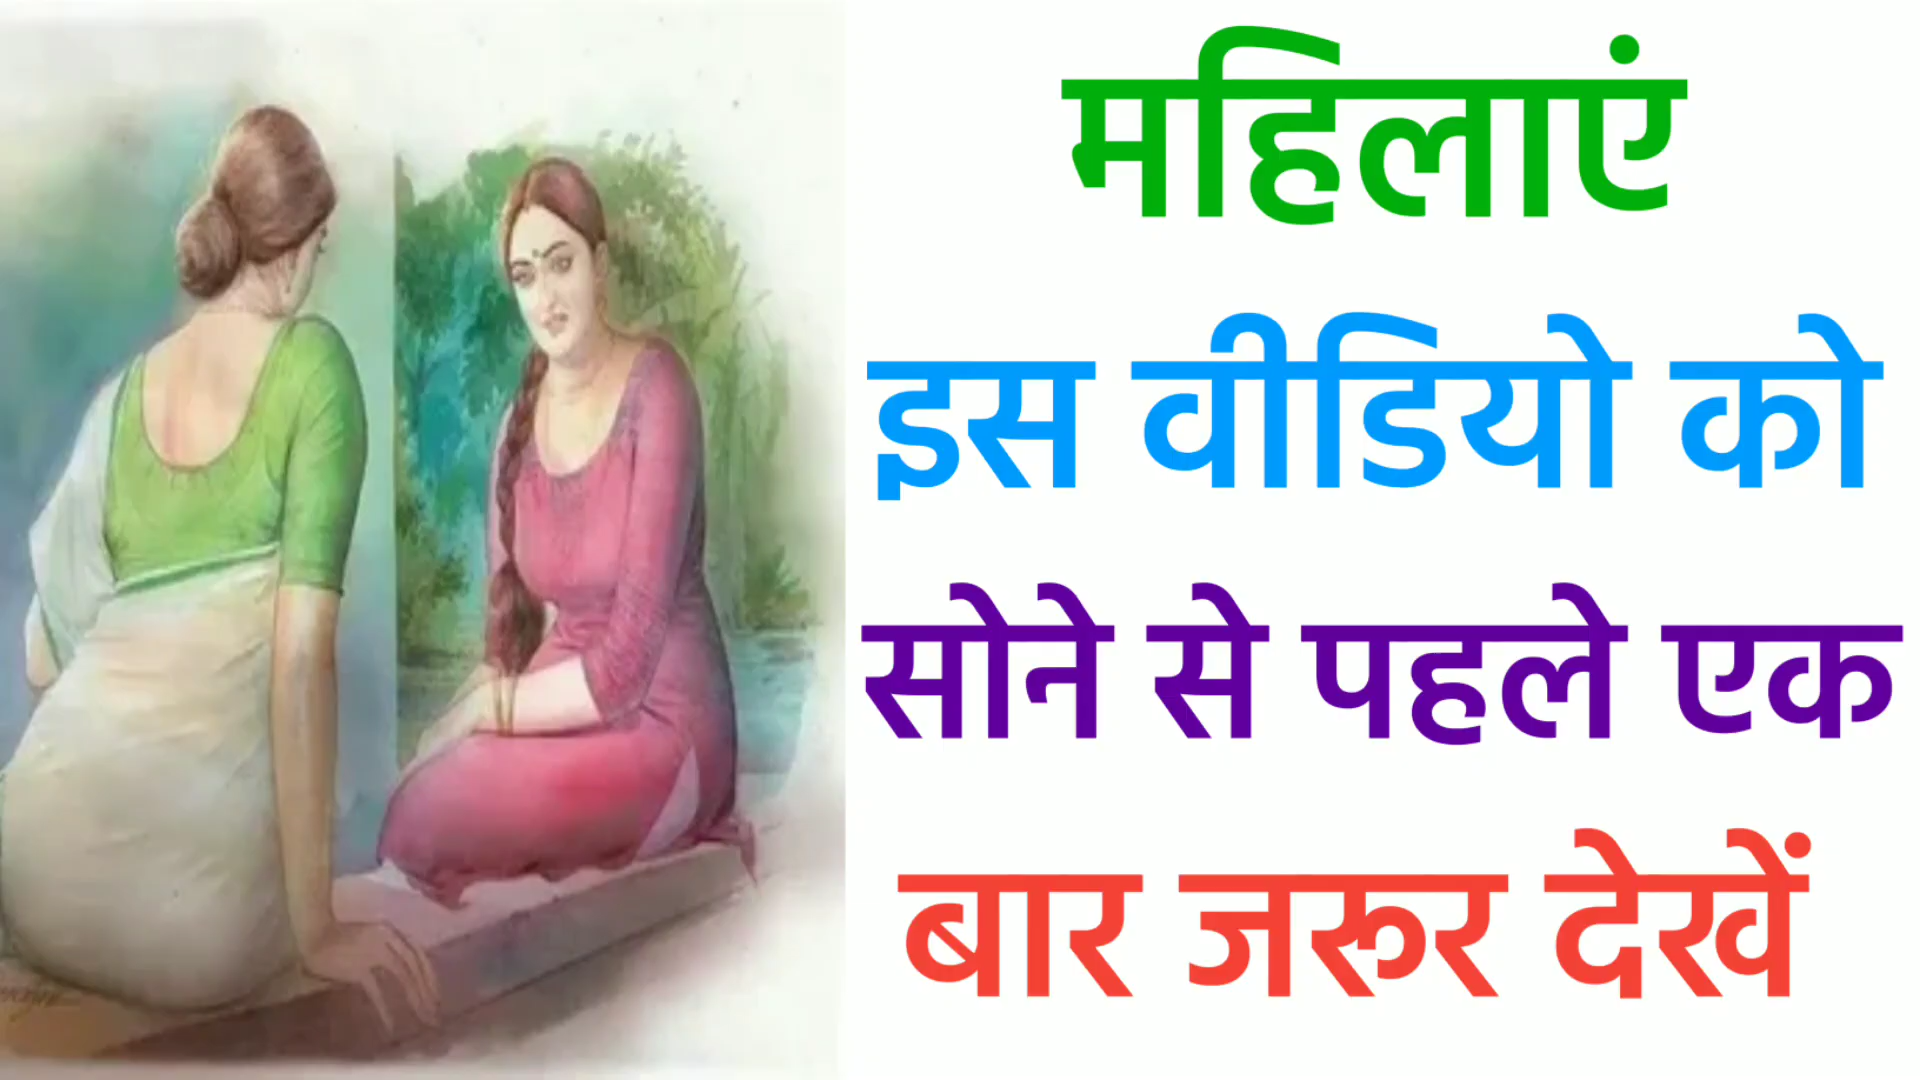 महिलाएं
इस वीडियो को
सोने से पहले एक
बार जरूर देखें